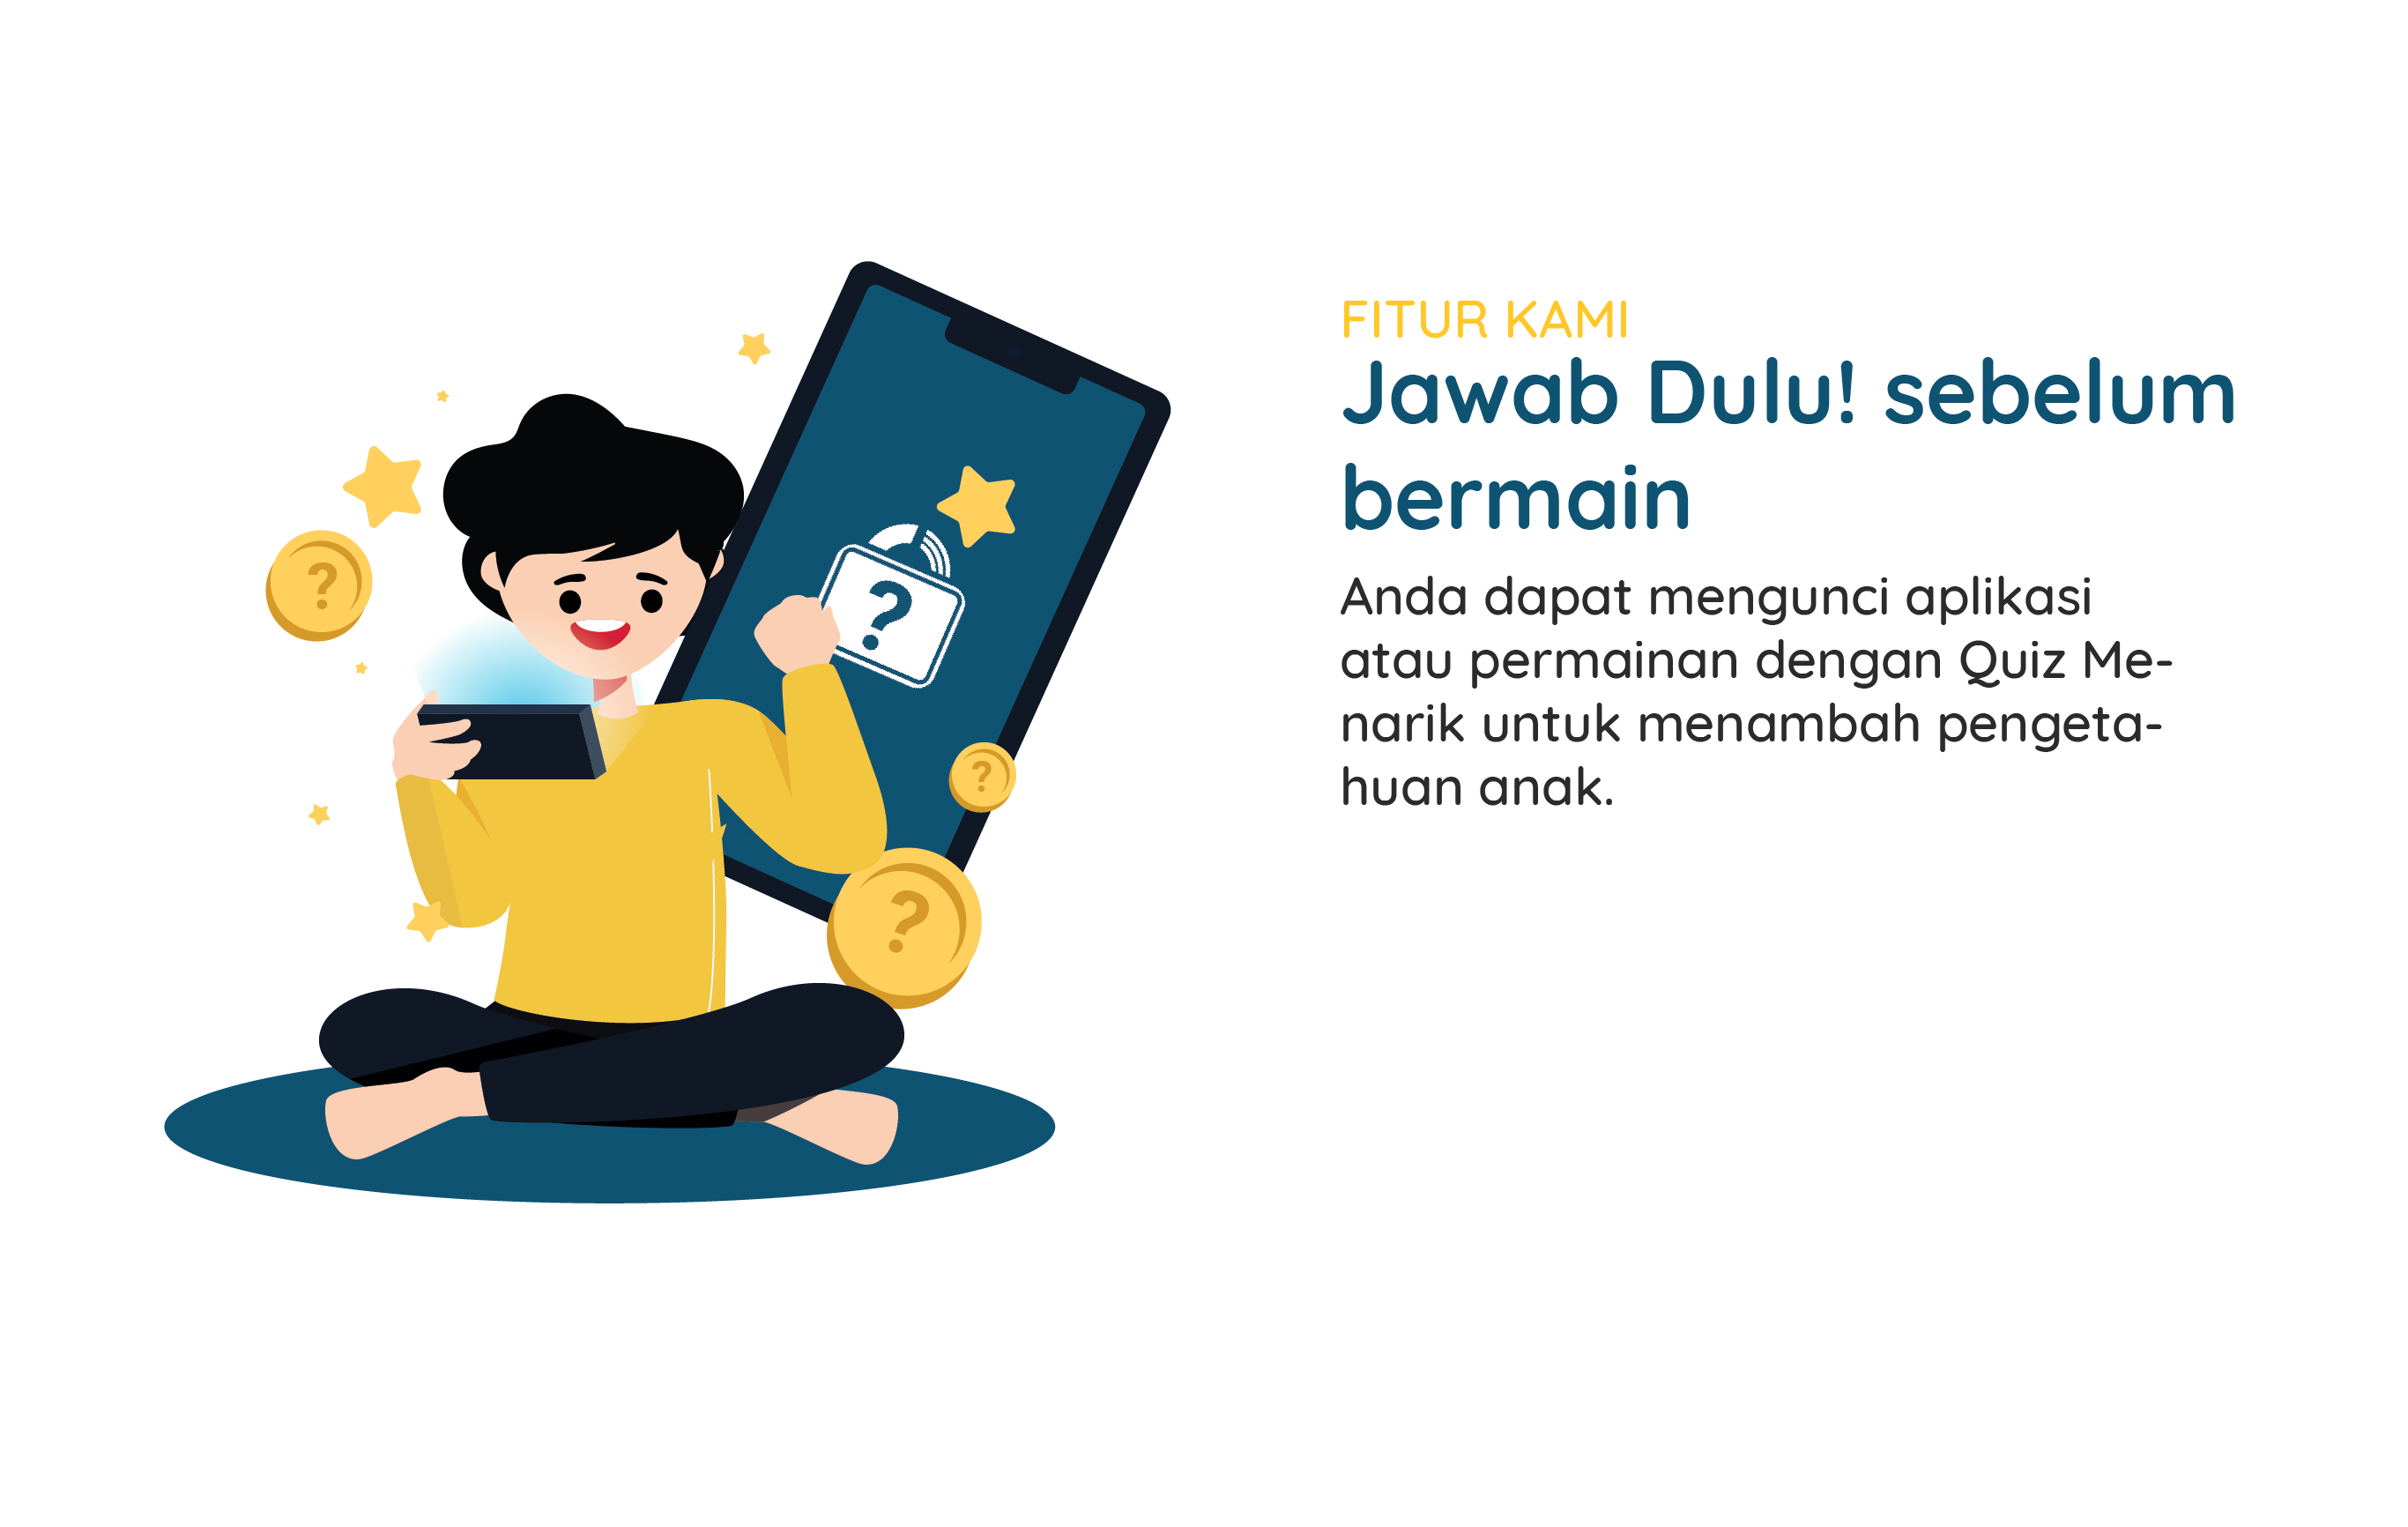 FITUR KAMI
Jawab Dulu! sebelum
bermain
Anda dapat mengunci aplikasi
atau permainan dengan Quiz Me-
narik untuk menambah pengeta-
huan anak.
?
?
?
?